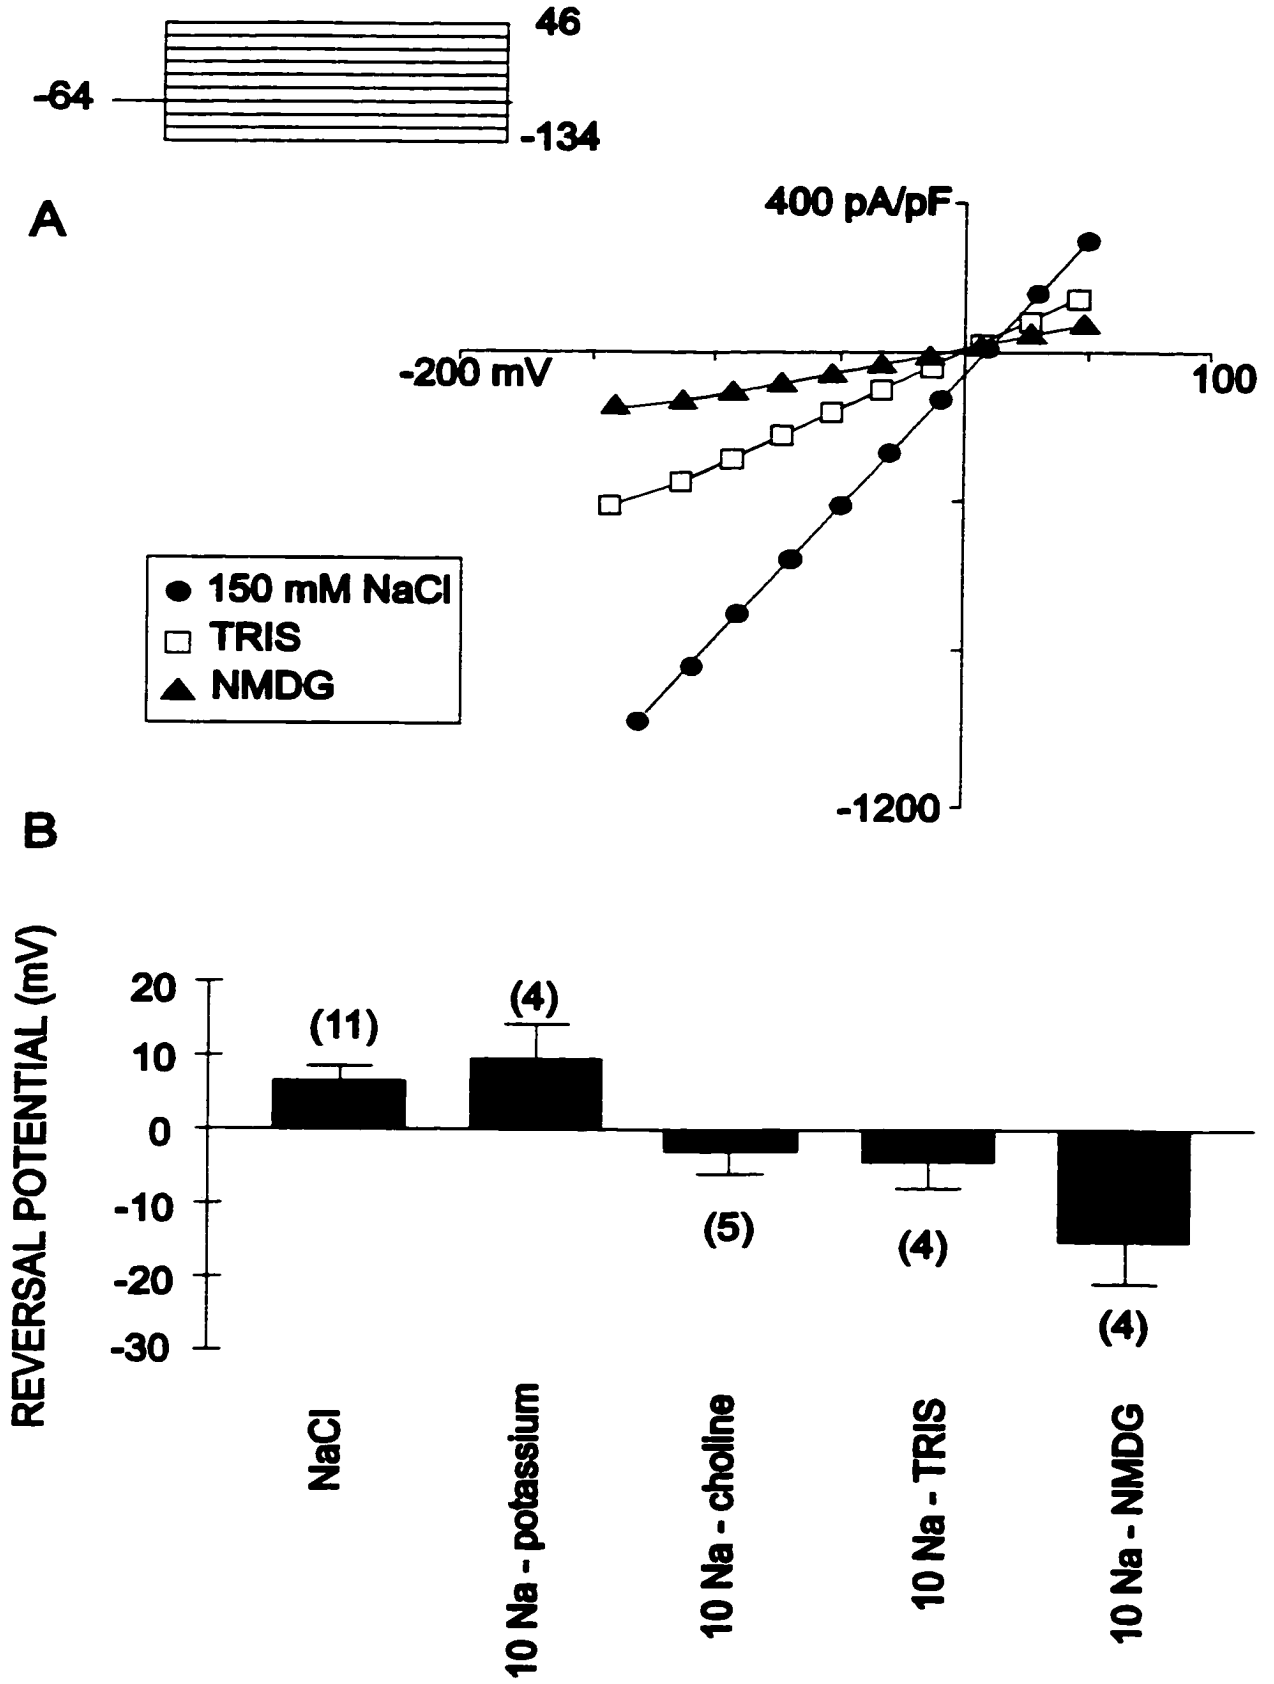 46
-64
-134
A
400 pA/pF
-200 mV
100
150 mM NaCl
TRIS
NMDG
-1200
B
REVERSAL POTENTIAL (mV)
20
10
0
-10
-20
-30
(11)
(4)
(5)
(4)
(4)
NaCl
10 Na - potassium
10 Na - choline
10 Na - TRIS
10 Na - NMDG